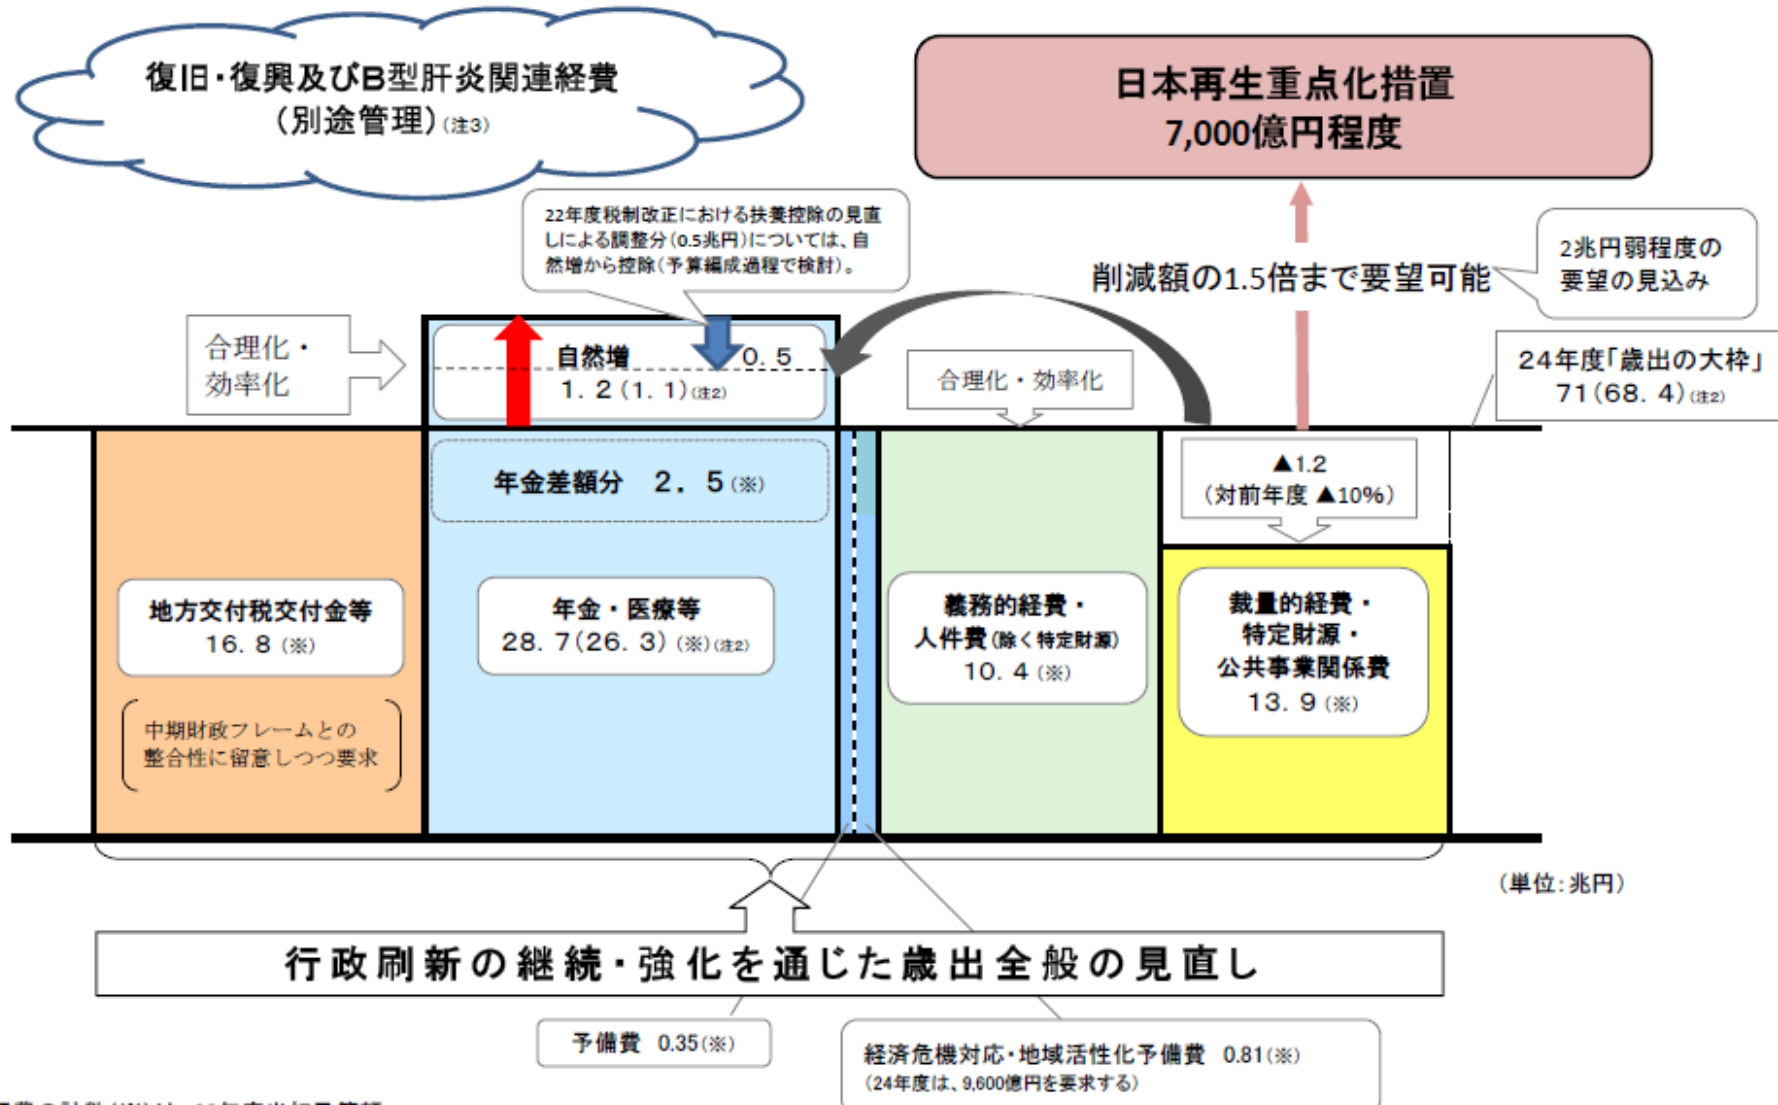 復旧・復興及びB型肝炎関連経費
(別途管理)(注3)
日本再生重点化措置
7,000億円程度
22年度税制改正における扶養控除の見直
しによる調整分(0.5兆円)については、自
然増から控除(予算編成過程で検討)。
削減額の1.5倍まで要望可能
2兆円弱程度の
要望の見込み
合理化・
効率化
自然増
0.5
1.2(1.1)(注2)
合理化・効率化
24年度「歳出の大枠」
71(68.4)(注2)
年金差額分 2.5(※)
▲1.2
(対前年度 ▲10%)
地方交付税交付金等
16.8(※)
年金・医療等
28.7(26.3)(※)(注2)
義務的経費・
人件費(除く特定財源)
10.4(※)
裁量的経費・
特定財源・
公共事業関係費
13.9(※)
中期財政フレームとの
整合性に留意しつつ要求
(単位:兆円)
行政刷新の継続・強化を通じた歳出全般の見直し
予備費 0.35(※)
経済危機対応・地域活性化予備費 0.81(※)
(24年度は、9,600億円を要求する)